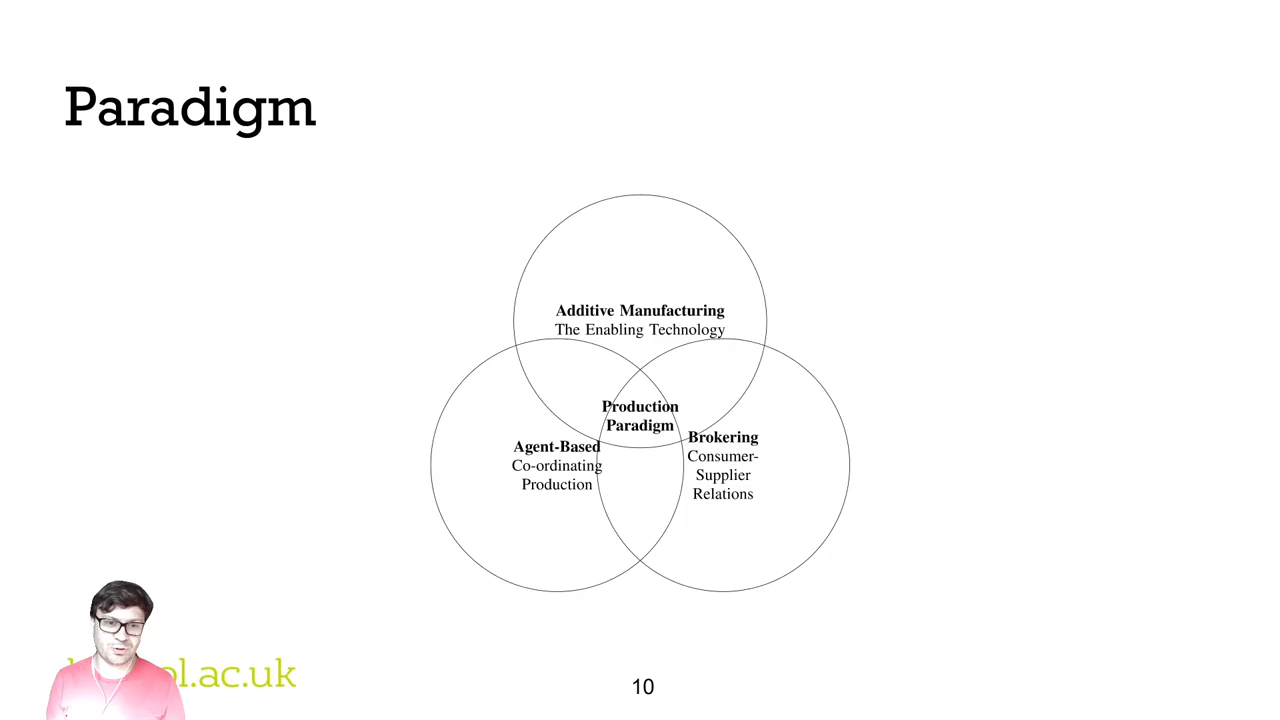 Paradigm
Additive Manufacturing
The Enabling Technology
Production
Paradigm
Agent-Based
Co-ordinating
Production
Brokering
Consumer-
Supplier
Relations
ol.ac.uk
10